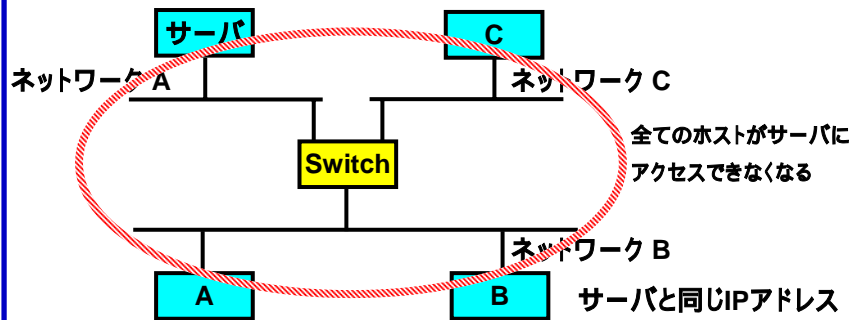 サーバ
C
ネットワーク A
ネットワーク C
全てのホストがサーバに
アクセスできなくなる
Switch
ネットワーク B
A
B
サーバと同じIPアドレス